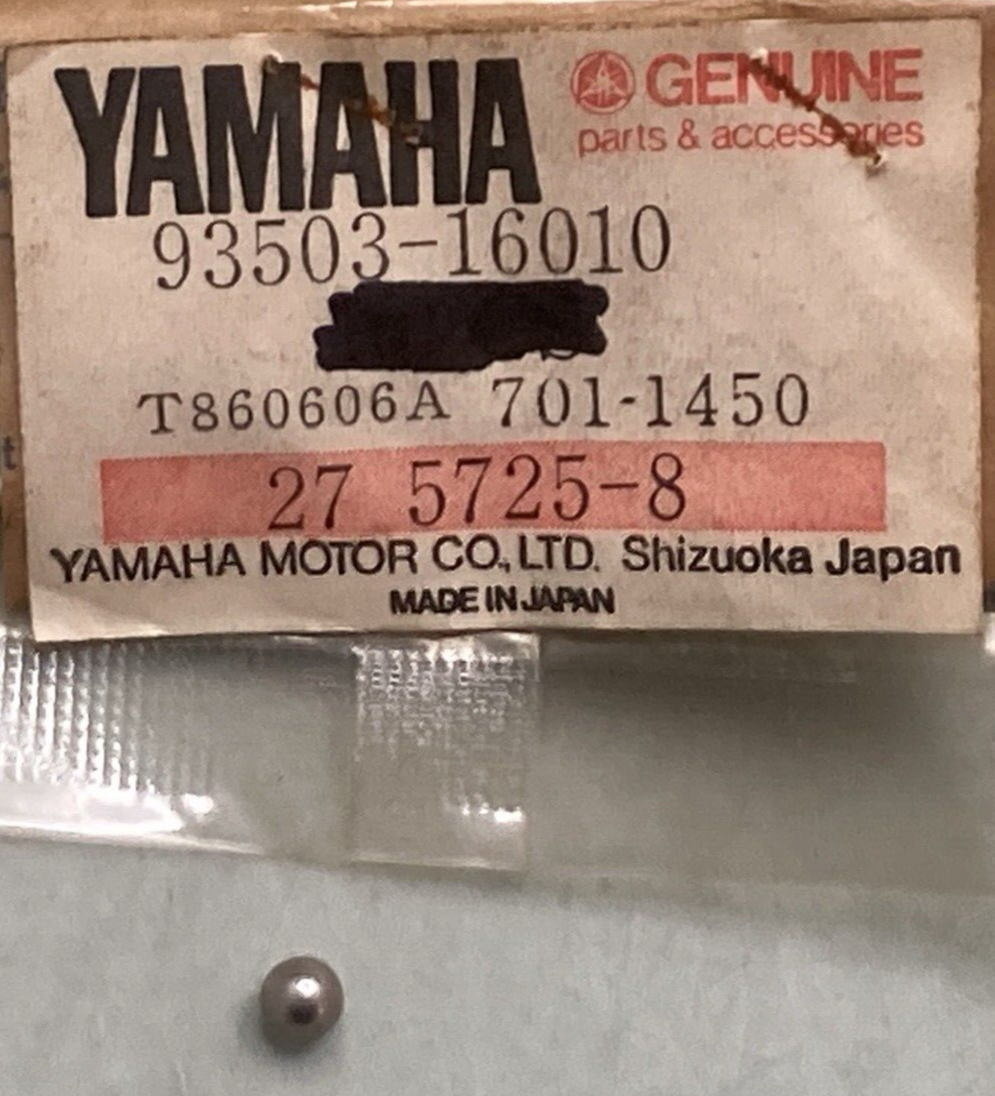 YAMAHA GENUINE
parts & accessories
93503-16010
T860606A 701-1450
27 5725-8
YAMAHA MOTOR CO., LTD. Shizuoka Japan
MADE IN JAPAN
t